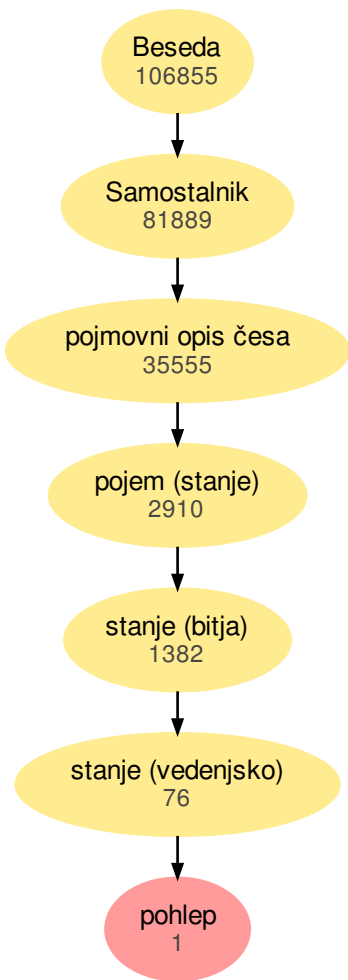 Beseda
106855
Samostalnik
81889
pojmovni opis česa
35555
pojem (stanje)
2910
stanje (bitja)
1382
stanje (vedenjsko)
76
pohlep
1